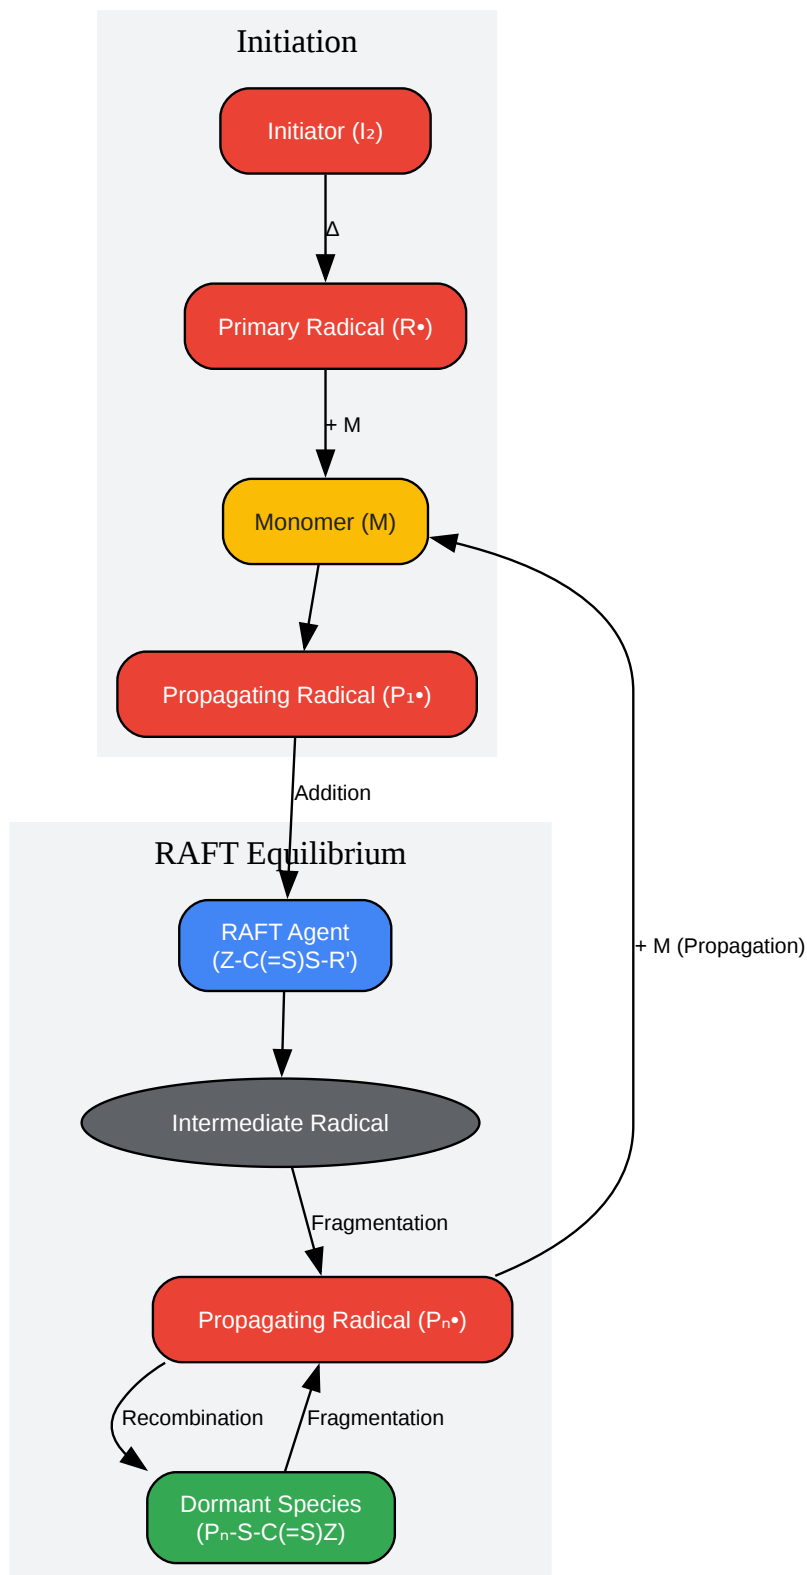 Initiation
Initiator (I₂)
Δ
Primary Radical (R•)
+ M
Monomer (M)
Propagating Radical (P₁•)
Addition
RAFT Equilibrium
RAFT Agent
(Z-C(=S)S-R')
+ M (Propagation)
Intermediate Radical
Fragmentation
Propagating Radical (Pₙ•)
Recombination
Fragmentation
Dormant Species
(Pₙ-S-C(=S)Z)